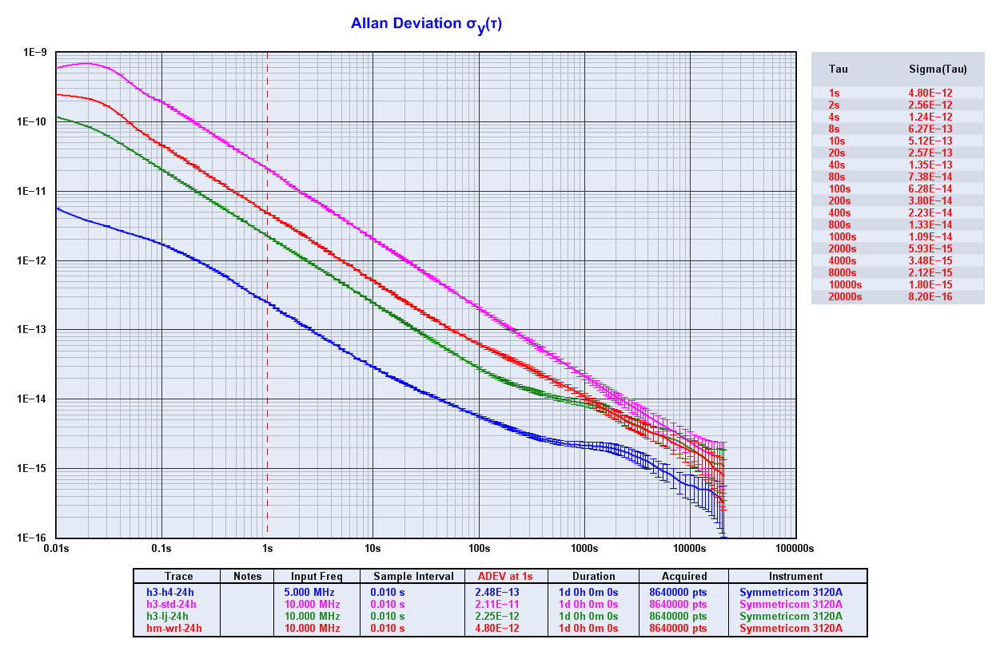 Allan Deviation σy(τ)
1E−9
1E−10
1E−11
1E−12
1E−13
1E−14
1E−15
1E−16
0.01s 0.1s 1s 10s 100s 1000s 10000s 100000s
Tau Sigma(Tau)
1s 4.80E−12
2s 2.56E−12
4s 1.24E−12
8s 6.27E−13
10s 5.12E−13
20s 2.57E−13
40s 1.35E−13
80s 7.38E−14
100s 6.28E−14
200s 3.80E−14
400s 2.23E−14
800s 1.33E−14
1000s 1.09E−14
2000s 5.93E−15
4000s 3.48E−15
8000s 2.12E−15
10000s 1.80E−15
20000s 8.20E−16
Trace Notes Input Freq Sample Interval ADEV at 1s Duration Acquired Instrument
h3-h4-24h 5.000 MHz 0.010 s 2.48E−13 1d 0h 0m 0s 8640000 pts Symmetricom 3120A
h3-std-24h 10.000 MHz 0.010 s 2.11E−11 1d 0h 0m 0s 8640000 pts Symmetricom 3120A
h3-lj-24h 10.000 MHz 0.010 s 2.25E−12 1d 0h 0m 0s 8640000 pts Symmetricom 3120A
hm-wrl-24h 10.000 MHz 0.010 s 4.80E−12 1d 0h 0m 0s 8640000 pts Symmetricom 3120A